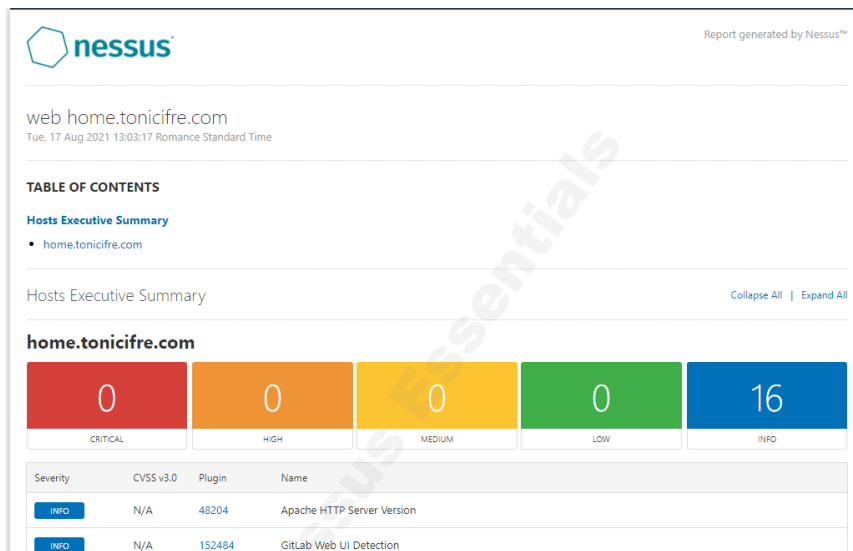 nessus
Report generated by Nessus™
web home.tonicifre.com
Tue, 17 Aug 2021 13:03:17 Romance Standard Time
TABLE OF CONTENTS
Hosts Executive Summary
• home.tonicifre.com
Hosts Executive Summary
Collapse All | Expand All
home.tonicifre.com
0 0 0 0 16
CRITICAL HIGH MEDIUM LOW INFO
Severity CVSS v3.0 Plugin Name
INFO N/A 48204 Apache HTTP Server Version
INFO N/A 152484 GitLab Web UI Detection
ssus Essentials